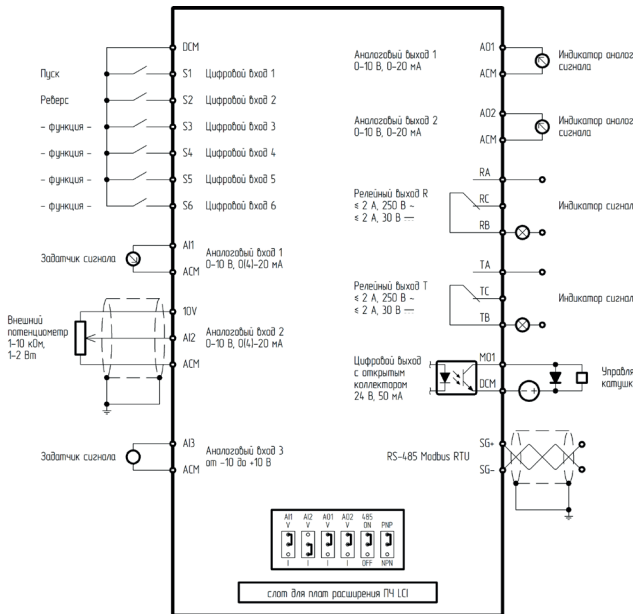 DCM
Пуск
S1 Цифровой вход 1
Реверс
S2 Цифровой вход 2
- функция -
S3 Цифровой вход 3
- функция -
S4 Цифровой вход 4
- функция -
S5 Цифровой вход 5
- функция -
S6 Цифровой вход 6
Задатчик сигнала
AI1
ACM
Аналоговый вход 1
0-10 В, 0(4)-20 мА
Внешний
потенциометр
1-10 кОм,
1-2 Вт
10V
AI2
ACM
Аналоговый вход 2
0-10 В, 0(4)-20 мА
Задатчик сигнала
AI3
ACM
Аналоговый вход 3
от -10 до +10 В
Аналоговый выход 1
0-10 В, 0-20 мА
AO1
ACM
Индикатор аналог
сигнала
Аналоговый выход 2
0-10 В, 0-20 мА
AO2
ACM
Индикатор аналог
сигнала
Релейный выход R
≤ 2 А, 250 В ~
≤ 2 А, 30 В ⎓
RA
RC
RB
Индикатор сигнал
Релейный выход T
≤ 2 А, 250 В ~
≤ 2 А, 30 В ⎓
TA
TC
TB
Индикатор сигнал
Цифровой выход
с открытым
коллектором
24 В, 50 мА
MO1
DCM
- +
Управля
катушк
RS-485 Modbus RTU
SG+
SG-
AI1 AI2 AO1 AO2 485
V V V V ON PNP
I I I I OFF NPN
слот для плат расширения ПЧ LCI